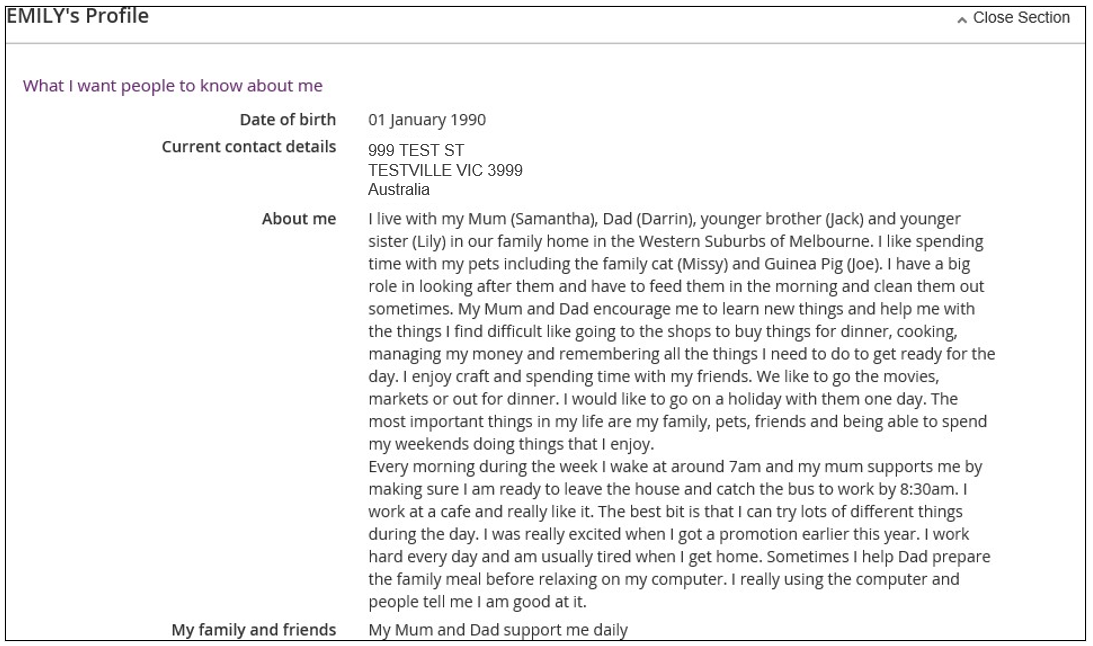 EMILY's Profile
Close Section
What I want people to know about me
Date of birth 01 January 1990
Current contact details 999 TEST ST
TESTVILLE VIC 3999
Australia
About me I live with my Mum (Samantha), Dad (Darrin), younger brother (Jack) and younger
sister (Lily) in our family home in the Western Suburbs of Melbourne. I like spending
time with my pets including the family cat (Missy) and Guinea Pig (Joe). I have a big
role in looking after them and have to feed them in the morning and clean them out
sometimes. My Mum and Dad encourage me to learn new things and help me with
the things I find difficult like going to the shops to buy things for dinner, cooking,
managing my money and remembering all the things I need to do to get ready for the
day. I enjoy craft and spending time with my friends. We like to go the movies,
markets or out for dinner. I would like to go on a holiday with them one day. The
most important things in my life are my family, pets, friends and being able to spend
my weekends doing things that I enjoy.
Every morning during the week I wake at around 7am and my mum supports me by
making sure I am ready to leave the house and catch the bus to work by 8:30am. I
work at a cafe and really like it. The best bit is that I can try lots of different things
during the day. I was really excited when I got a promotion earlier this year. I work
hard every day and am usually tired when I get home. Sometimes I help Dad prepare
the family meal before relaxing on my computer. I really using the computer and
people tell me I am good at it.
My family and friends My Mum and Dad support me daily